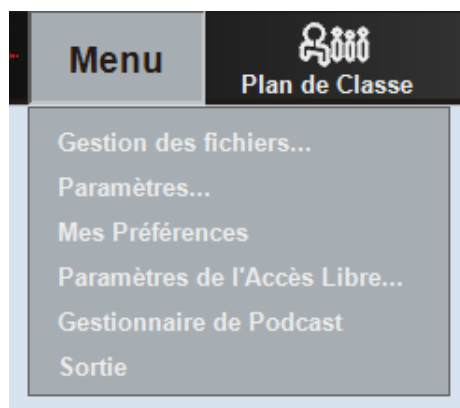 Menu
Plan de Classe
Gestion des fichiers...
Paramètres...
Mes Préférences
Paramètres de l'Accès Libre...
Gestionnaire de Podcast
Sortie